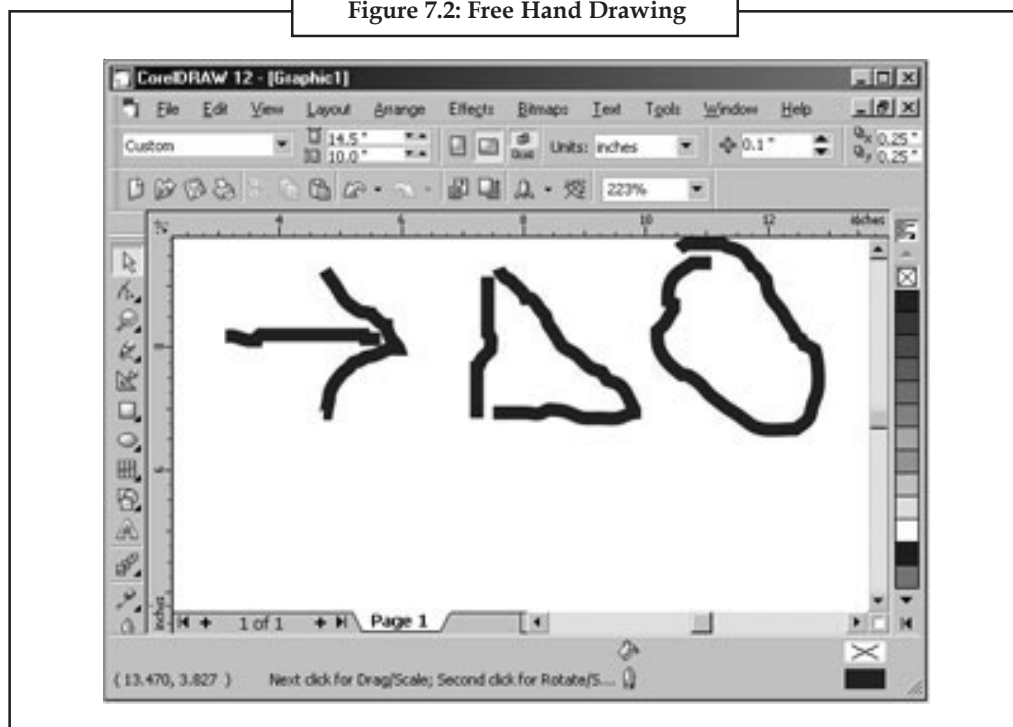 Figure 7.2: Free Hand Drawing
CorelDRAW 12 - [Graphic1]
File Edit View Layout Arrange Effects Bitmaps Text Tools Window Help
Custom 14.5" 10.0" Units: inches 0.1" x 0.25" y 0.25"
223%
4 6 8 10 12 inches
8
6
inches
1 of 1 Page 1
( 13.470, 3.827 ) Next click for Drag/Scale; Second click for Rotate/S...